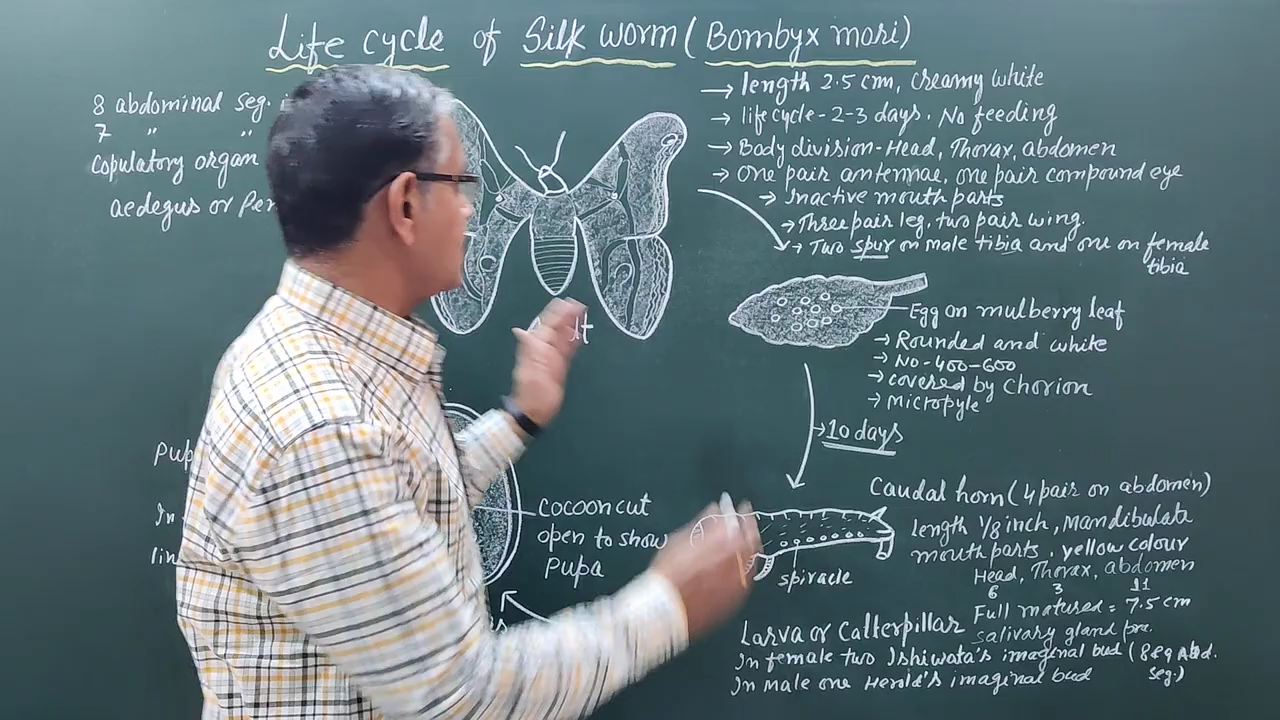 Life cycle of Silk worm (Bombyx mori)
8 abdominal seg.
7 " "
copulatory organ
aedegus or
→ length 2.5 cm, creamy white
→ life cycle - 2-3 days. No feeding
→ Body division - Head, Thorax, abdomen
→ One pair antennae, one pair compound eye
→ Inactive mouth parts
→ Three pair leg, two pair wing.
→ Two spur on male tibia and one on female
tibia
Egg on mulberry leaf
→ Rounded and white
→ No - 400-600
→ covered by Chorion
→ Micropyle
→ 10 days
cocoon cut
open to show
pupa
Caudal horn (4 pair on abdomen)
length 1/8 inch, Mandibulata
mouth parts, yellow colour
Head, Thorax, abdomen
6 3 11
Full matured = 7.5 cm
salivary gland pre.
spiracle
Larva or Catterpillar
In female two Ishiwata's imaginal bud (8 & 9 Abd.
seg.)
In male one Herold's imaginal bud